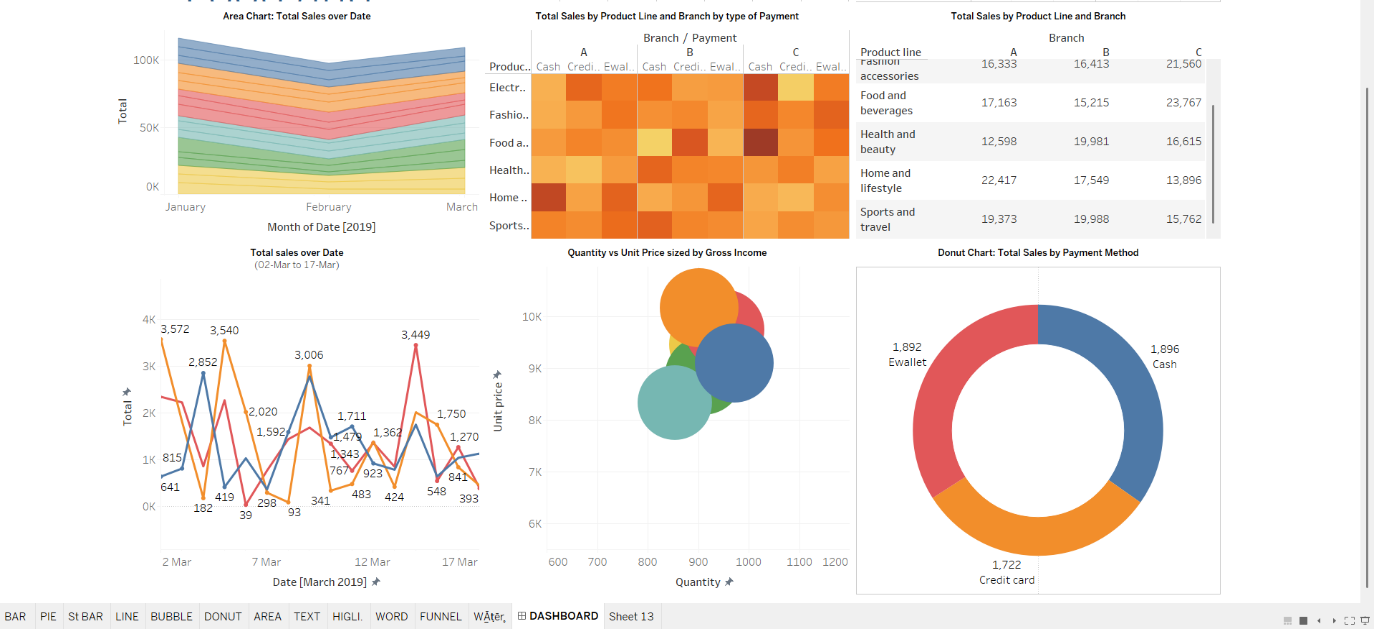 Area Chart: Total Sales over Date
Total
100K
50K
0K
January February March
Month of Date [2019]
Total Sales by Product Line and Branch by type of Payment
Branch / Payment
A B C
Produc.. Cash Credi.. Ewal.. Cash Credi.. Ewal.. Cash Credi.. Ewal..
Electr..
Fashio..
Food a..
Health..
Home ..
Sports..
Total Sales by Product Line and Branch
Branch
Product line A B C
Fashion
accessories 16,333 16,413 21,560
Food and
beverages 17,163 15,215 23,767
Health and
beauty 12,598 19,981 16,615
Home and
lifestyle 22,417 17,549 13,896
Sports and
travel 19,373 19,988 15,762
Total sales over Date
(02-Mar to 17-Mar)
Total
4K
3K
2K
1K
0K
3,572
3,540
3,449
2,852
3,006
2,020
1,592
1,711
1,479
1,343
1,362
1,750
1,270
815
641
767
923
841
182
419
39
298
93
341
483
424
548
393
2 Mar 7 Mar 12 Mar 17 Mar
Date [March 2019]
Quantity vs Unit Price sized by Gross Income
Unit price
10K
9K
8K
7K
6K
600 700 800 900 1000 1100 1200
Quantity
Donut Chart: Total Sales by Payment Method
1,892
Ewallet
1,896
Cash
1,722
Credit card
BAR PIE St BAR LINE BUBBLE DONUT AREA TEXT HIGLI. WORD FUNNEL DASHBOARD Sheet 13